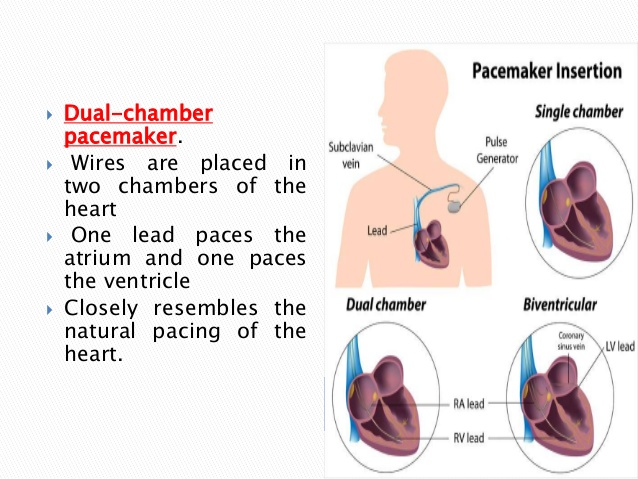 Dual-chamber
pacemaker.
Wires are placed in
two chambers of the
heart
One lead paces the
atrium and one paces
the ventricle
Closely resembles the
natural pacing of the
heart.
Pacemaker Insertion
Single chamber
Subclavian
vein
Pulse
Generator
Lead
Dual chamber
Biventricular
Coronary
sinus vein
LV lead
RA lead
RV lead